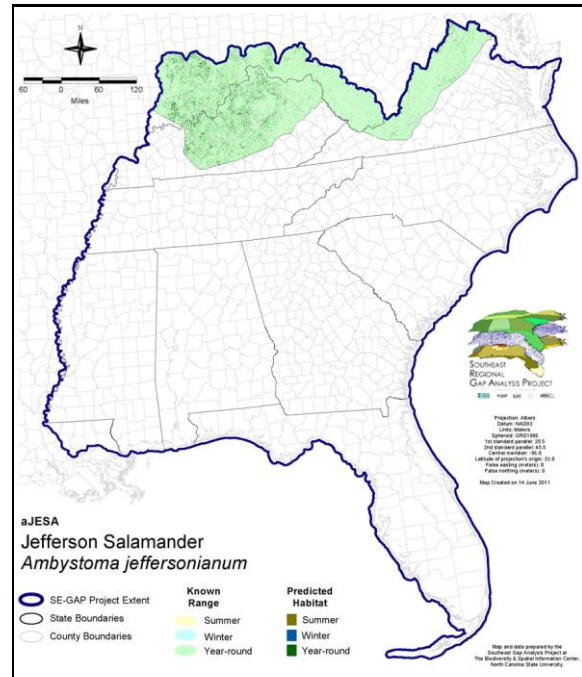 N
60 0 60 120
Miles
SOUTHEAST
REGIONAL
GAP ANALYSIS PROJECT
Projection: Albers
Datum: NAD83
Units: Meters
Spheroid: GRS1980
1st standard parallel: 29.5
2nd standard parallel: 45.5
Central meridian: -96.0
Latitude of projection's origin: 23.0
False easting (meters): 0
False northing (meters): 0
Map Created on 14 June 2011
aJESA
Jefferson Salamander
Ambystoma jeffersonianum
SE-GAP Project Extent
State Boundaries
County Boundaries
Known
Range
Summer
Winter
Year-round
Predicted
Habitat
Summer
Winter
Year-round
Map and data prepared by the
Southeast Gap Analysis Project at
The Biodiversity & Spatial Information Center,
North Carolina State University.